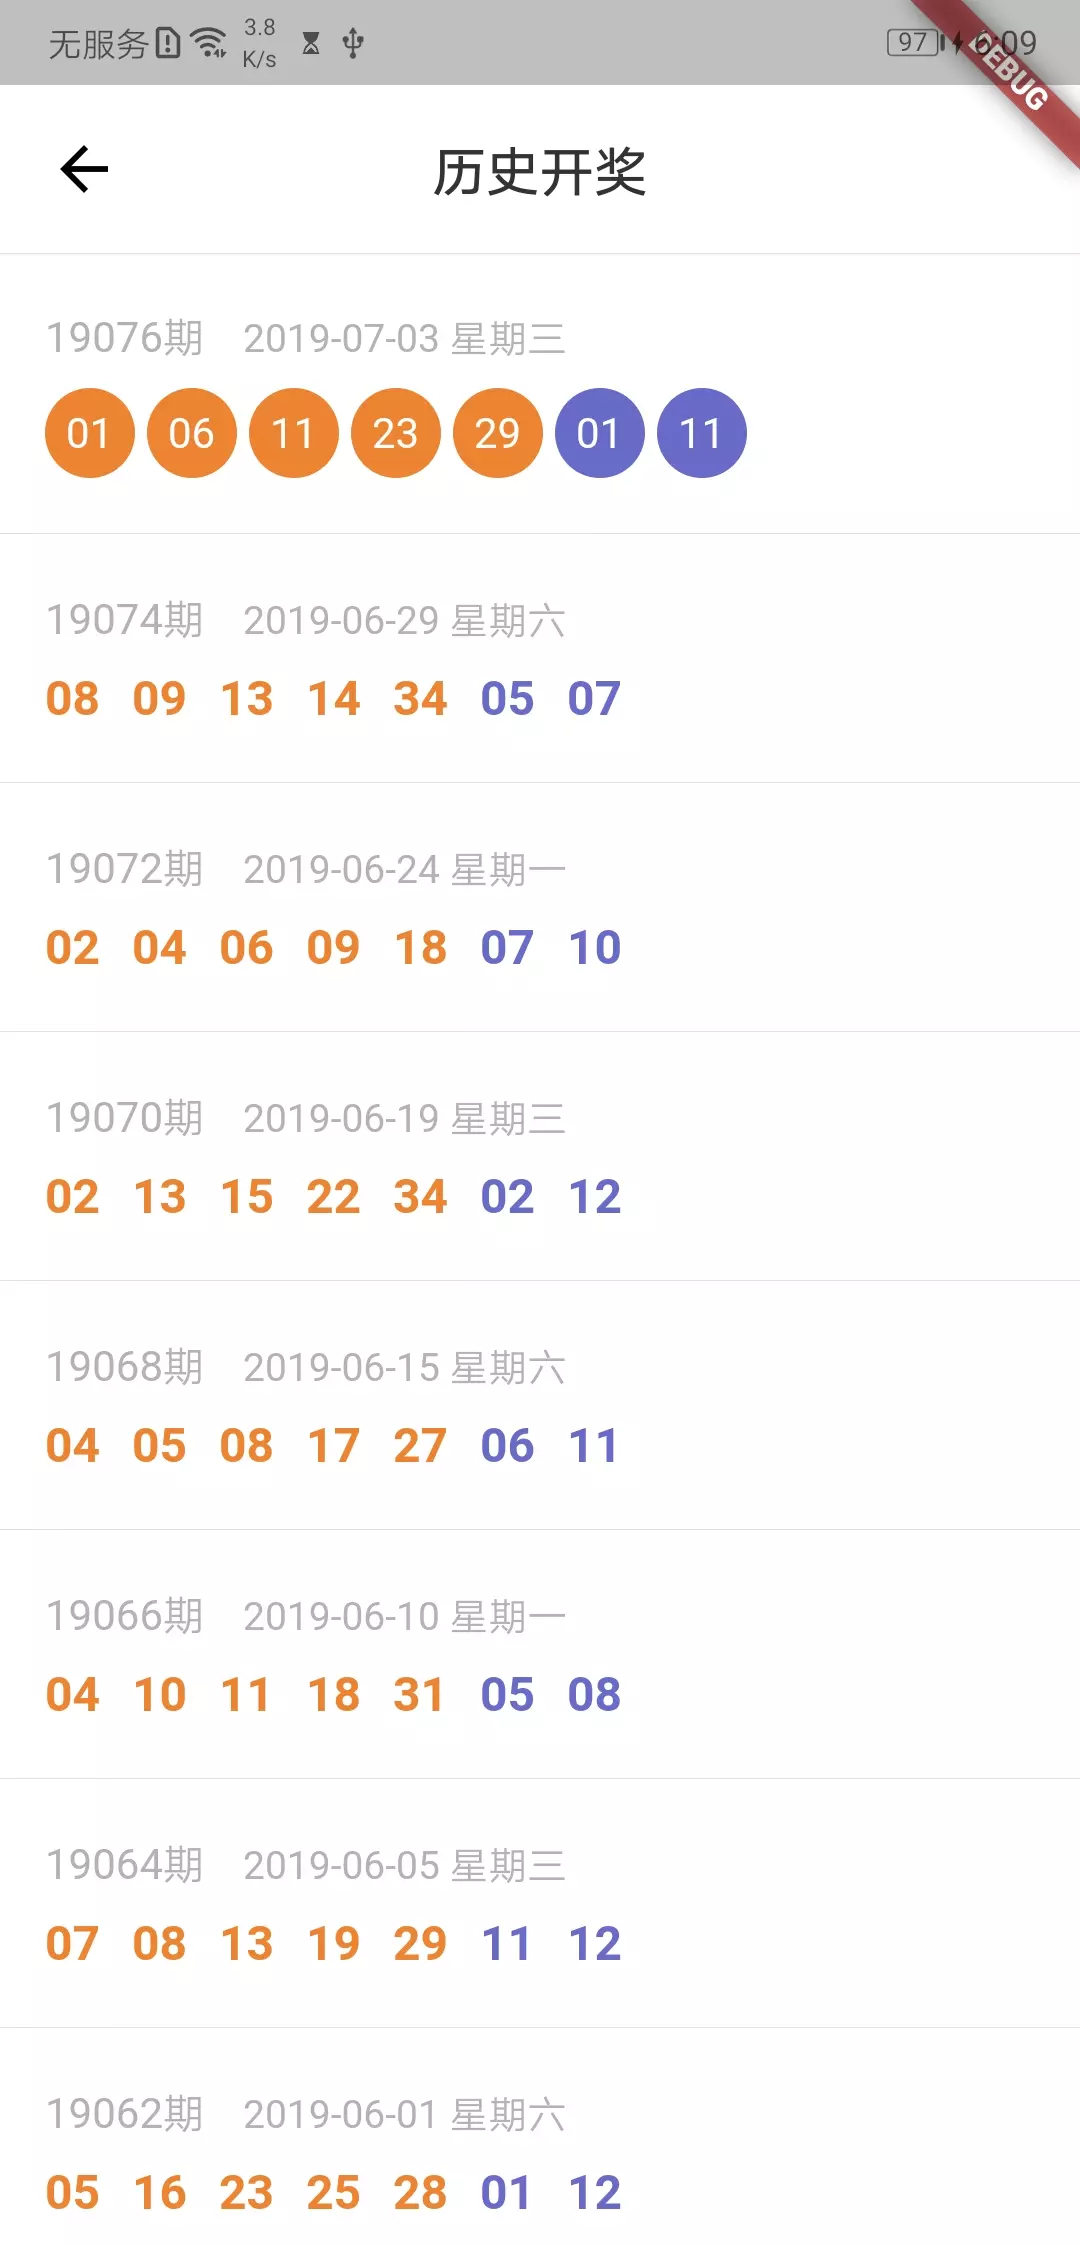 无服务 3.8 K/s 97 6:09
DEBUG
历史开奖
19076期 2019-07-03 星期三
01 06 11 23 29 01 11
19074期 2019-06-29 星期六
08 09 13 14 34 05 07
19072期 2019-06-24 星期一
02 04 06 09 18 07 10
19070期 2019-06-19 星期三
02 13 15 22 34 02 12
19068期 2019-06-15 星期六
04 05 08 17 27 06 11
19066期 2019-06-10 星期一
04 10 11 18 31 05 08
19064期 2019-06-05 星期三
07 08 13 19 29 11 12
19062期 2019-06-01 星期六
05 16 23 25 28 01 12